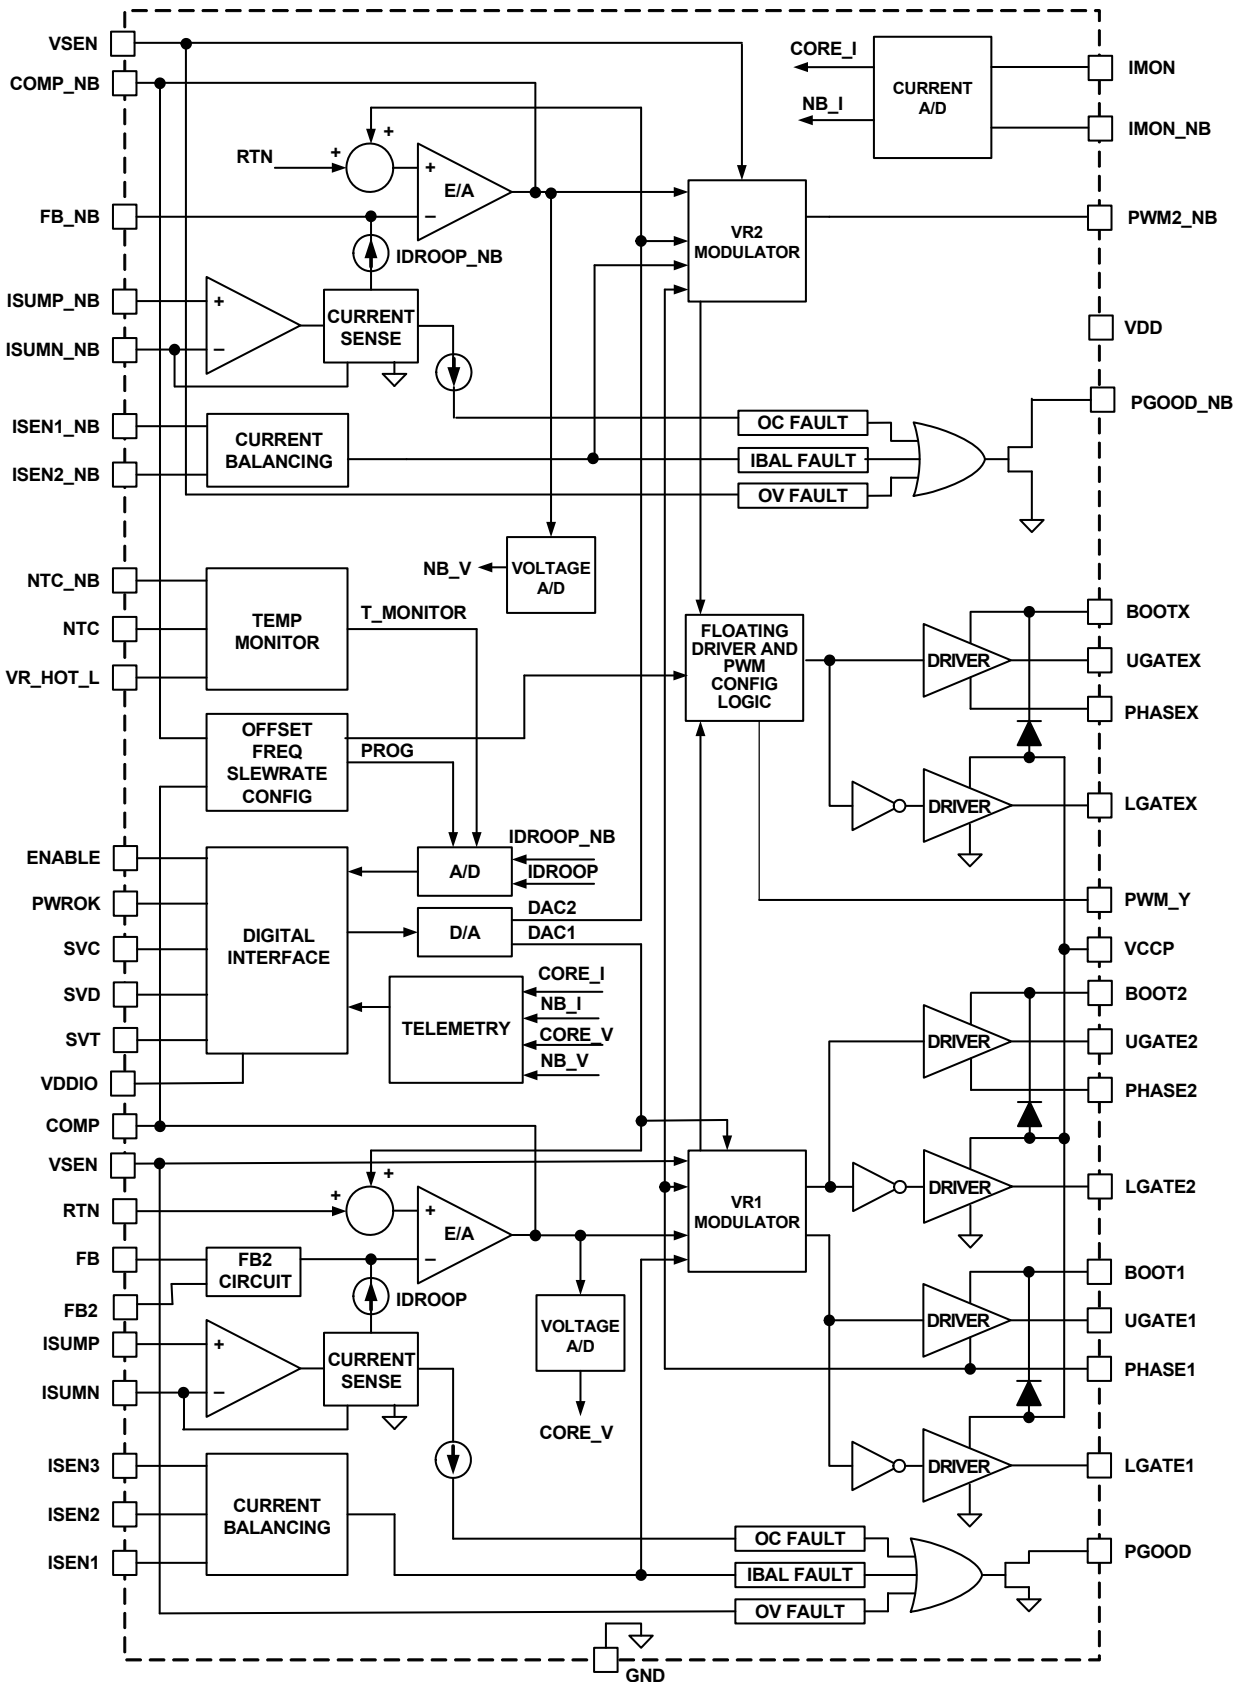 VSEN
COMP_NB
CORE_I
NB_I
CURRENT
A/D
IMON
IMON_NB
RTN
+
+
+
E/A
−
FB_NB
IDROOP_NB
VR2
MODULATOR
PWM2_NB
ISUMP_NB
+
ISUMN_NB
−
CURRENT
SENSE
VDD
PGOOD_NB
ISEN1_NB
ISEN2_NB
CURRENT
BALANCING
OC FAULT
IBAL FAULT
OV FAULT
NB_V
VOLTAGE
A/D
NTC_NB
NTC
VR_HOT_L
TEMP
MONITOR
T_MONITOR
FLOATING
DRIVER AND
PWM
CONFIG
LOGIC
DRIVER
BOOTX
UGATEX
PHASEX
OFFSET
FREQ
SLEWRATE
CONFIG
PROG
DRIVER
LGATEX
ENABLE
PWROK
SVC
SVD
SVT
VDDIO
DIGITAL
INTERFACE
A/D
IDROOP_NB
IDROOP
D/A
DAC2
DAC1
TELEMETRY
CORE_I
NB_I
CORE_V
NB_V
PWM_Y
VCCP
BOOT2
DRIVER
UGATE2
PHASE2
COMP
VSEN
RTN
+
+
+
E/A
−
VR1
MODULATOR
DRIVER
LGATE2
FB
FB2
FB2
CIRCUIT
IDROOP
VOLTAGE
A/D
CORE_V
BOOT1
DRIVER
UGATE1
PHASE1
ISUMP
+
ISUMN
−
CURRENT
SENSE
DRIVER
LGATE1
ISEN3
ISEN2
ISEN1
CURRENT
BALANCING
OC FAULT
IBAL FAULT
OV FAULT
PGOOD
GND